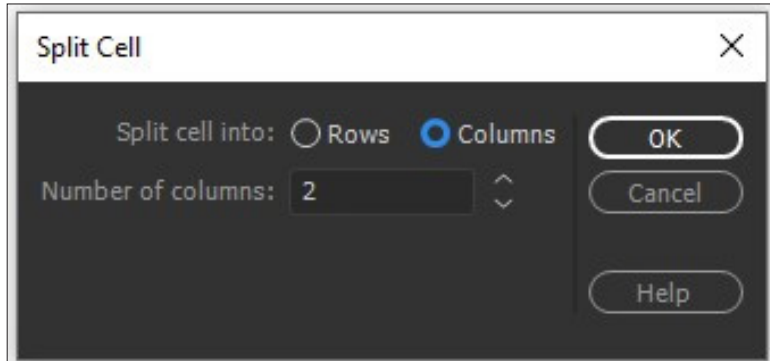 Split Cell
Split cell into: Rows Columns
OK
Number of columns: 2
Cancel
Help